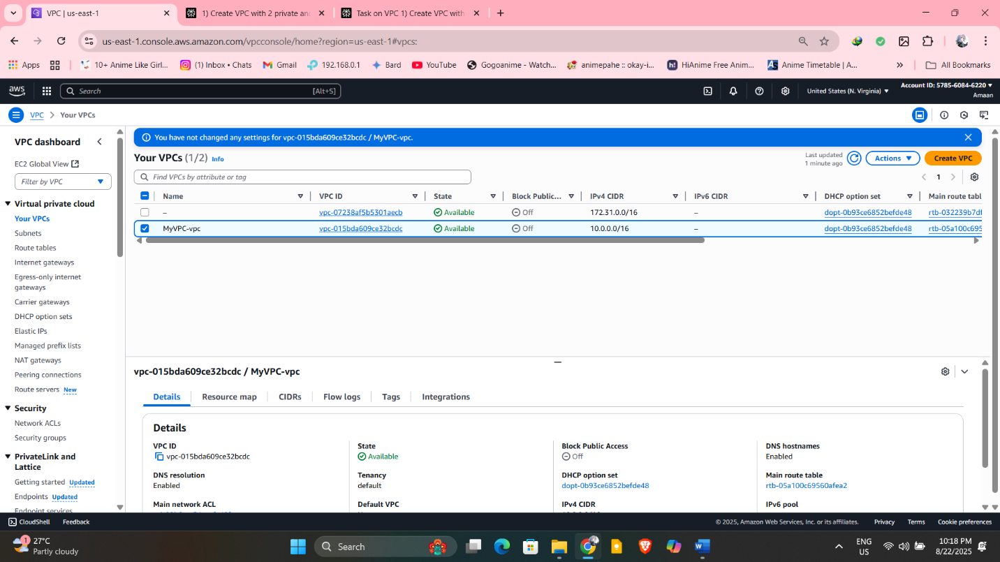 VPC | us-east-1
1) Create VPC with 2 private and
Task on VPC 1) Create VPC with
us-east-1.console.aws.amazon.com/vpcconsole/home?region=us-east-1#vpcs:
Apps
10+ Anime Like Girl...
(1) Inbox • Chats
Gmail
192.168.0.1
Bard
YouTube
Gogoanime - Watch...
animepahe :: okay-i...
HiAnime Free Anim...
Anime Timetable | A...
All Bookmarks
aws
Search
[Alt+S]
United States (N. Virginia)
Account ID: 5785-6084-6220
Amaan
VPC
Your VPCs
VPC dashboard
EC2 Global View
Filter by VPC
Virtual private cloud
Your VPCs
Subnets
Route tables
Internet gateways
Egress-only internet
gateways
Carrier gateways
DHCP option sets
Elastic IPs
Managed prefix lists
NAT gateways
Peering connections
Route servers New
Security
Network ACLs
Security groups
PrivateLink and
Lattice
Getting started Updated
Endpoints Updated
Endpoint services
You have not changed any settings for vpc-015bda609ce32bcdc / MyVPC-vpc.
Your VPCs (1/2) Info
Last updated
1 minute ago
Actions
Create VPC
Find VPCs by attribute or tag
1
Name VPC ID State Block Public... IPv4 CIDR IPv6 CIDR DHCP option set Main route tabl
– vpc-07238af5b5301aecb Available Off 172.31.0.0/16 – dopt-0b93ce6852befde48 rtb-032239b7df
MyVPC-vpc vpc-015bda609ce32bcdc Available Off 10.0.0.0/16 – dopt-0b93ce6852befde48 rtb-05a100c695
vpc-015bda609ce32bcdc / MyVPC-vpc
Details Resource map CIDRs Flow logs Tags Integrations
Details
VPC ID
vpc-015bda609ce32bcdc
State
Available
Block Public Access
Off
DNS hostnames
Enabled
DNS resolution
Enabled
Tenancy
default
DHCP option set
dopt-0b93ce6852befde48
Main route table
rtb-05a100c69560afea2
Main network ACL
Default VPC
IPv4 CIDR
IPv6 pool
CloudShell
Feedback
© 2025, Amazon Web Services, Inc. or its affiliates.
Privacy
Terms
Cookie preferences
1
27°C
Partly cloudy
Search
ENG
US
10:18 PM
8/22/2025